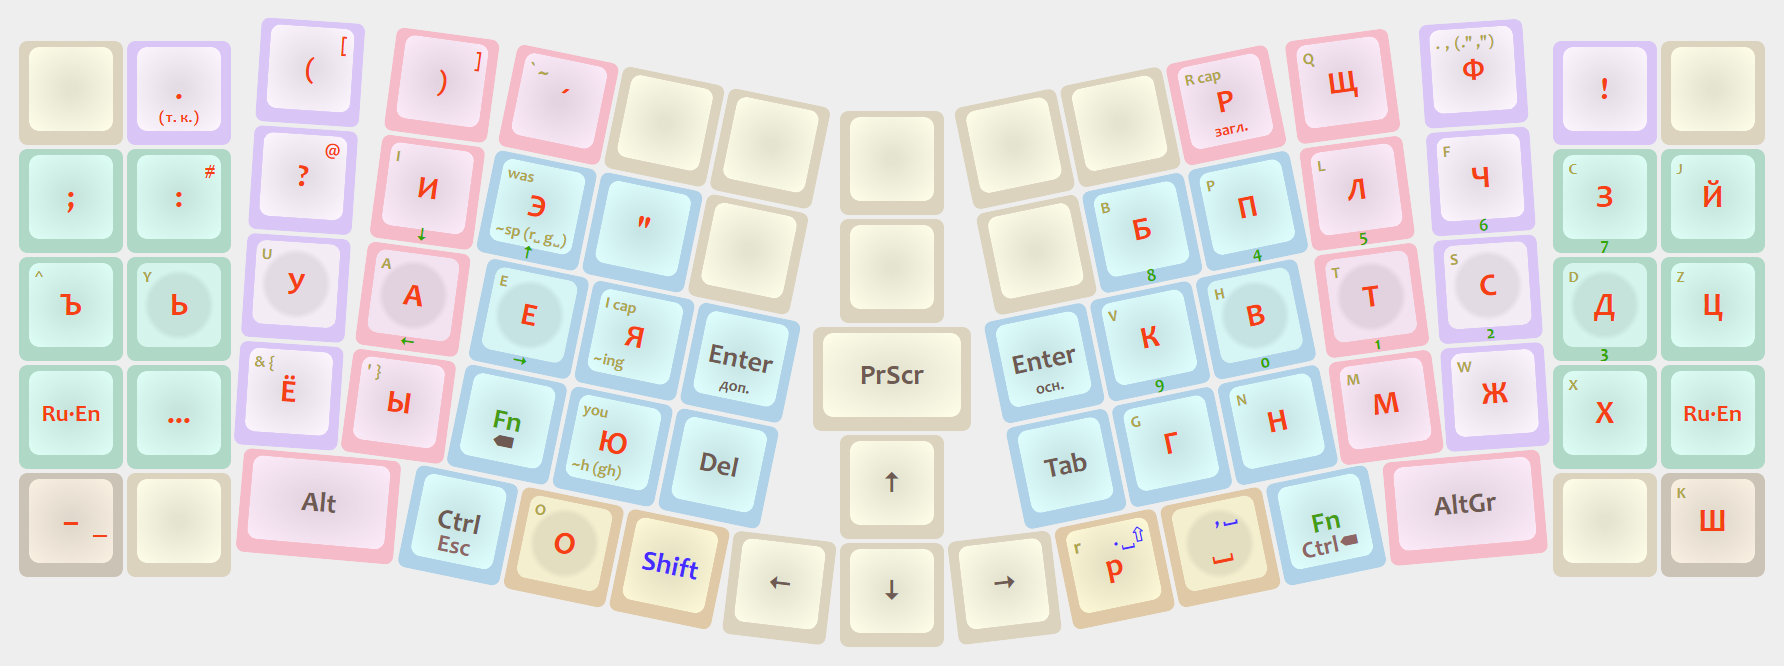 .
(т. к.)
( [
) ]
` ~ ´
R cap
Р
загл.
Q
Щ
. , (." ,")
Ф
!
;
: #
? @
I
И
↓
was
Э
~sp (r˽ g˽)
↑
"
B
Б
8
P
П
4
L
Л
5
F
Ч
6
C
З
7
J
Й
^
Ъ
Y
Ь
U
У
A
А
←
E
Е
→
I cap
Я
~ing
Enter
доп.
PrScr
Enter
осн.
V
К
9
H
В
0
T
Т
1
S
С
2
D
Д
3
Z
Ц
Ru·En
...
& {
Ё
' }
Ы
Fn
you
Ю
~h (gh)
Del
↑
Tab
G
Г
N
Н
M
М
W
Ж
X
Х
Ru·En
– _
Alt
Ctrl
Esc
O
О
Shift
←
↓
→
r .˽⇧
р
,˽
˽
Fn
Ctrl
AltGr
K
Ш